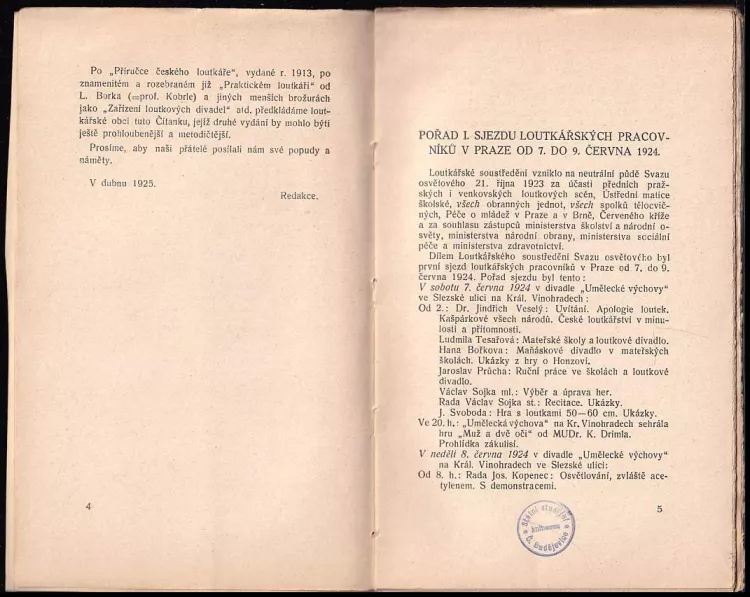 Po „Příručce českého loutkáře", vydané r. 1913, po
znamenitém a rozebraném již „Praktickém loutkáři" od
L. Borka (=prof. Kobrle) a jiných menších brožurách
jako „Zařízení loutkových divadel" atd. předkládáme lout-
kářské obci tuto Čítanku, jejíž druhé vydání by mohlo býti
ještě prohloubenější a metodičtější.
Prosíme, aby naši přátelé posílali nám své popudy a
náměty.
V dubnu 1925.
Redakce.
4
POŘAD I. SJEZDU LOUTKÁŘSKÝCH PRACOV-
NÍKŮ V PRAZE OD 7. DO 9. ČERVNA 1924.
Loutkářské soustředění vzniklo na neutrální půdě Svazu
osvětového 21. října 1923 za účasti předních praž-
ských i venkovských loutkových scén, Ústřední matice
školské, všech obranných jednot, všech spolků tělocvič-
ných, Péče o mládež v Praze a v Brně, Červeného kříže
a za souhlasu zástupců ministerstva školství a národní o-
světy, ministerstva národní obrany, ministerstva sociální
péče a ministerstva zdravotnictví.
Dílem Loutkářského soustředění Svazu osvětového byl
první sjezd loutkářských pracovníků v Praze od 7. do 9.
června 1924. Pořad sjezdu byl tento:
V sobotu 7. června 1924 v divadle „Umělecké výchovy"
ve Slezské ulici na Král. Vinohradech:
Od 2.: Dr. Jindřich Veselý: Uvítání. Apologie loutek.
Kašpárkové všech národů. České loutkářství v minu-
losti a přítomnosti.
Ludmila Tesařová: Mateřské školy a loutkové divadlo.
Hana Bořkova: Maňáskové divadlo v mateřských
školách. Ukázky z hry o Honzovi.
Jaroslav Průcha: Ruční práce ve školách a loutkové
divadlo.
Václav Sojka ml.: Výběr a úprava her.
Rada Václav Sojka st.: Recitace. Ukázky.
J. Svoboda: Hra s loutkami 50—60 cm. Ukázky.
Ve 20. h.: „Umělecká výchova" na Kr. Vinohradech sehrála
hru „Muž a dvě oči" od MUDr. K. Drimla.
Prohlídka zákulisí.
V neděli 8. června 1924 v divadle „Umělecké výchovy"
na Král. Vinohradech ve Slezské ulici:
Od 8. h.: Rada Jos. Kopenec: Osvětlování, zvláště ace-
tylenem. S demonstracemi.
5
Státní studijní
knihovna
Č. Budějovice